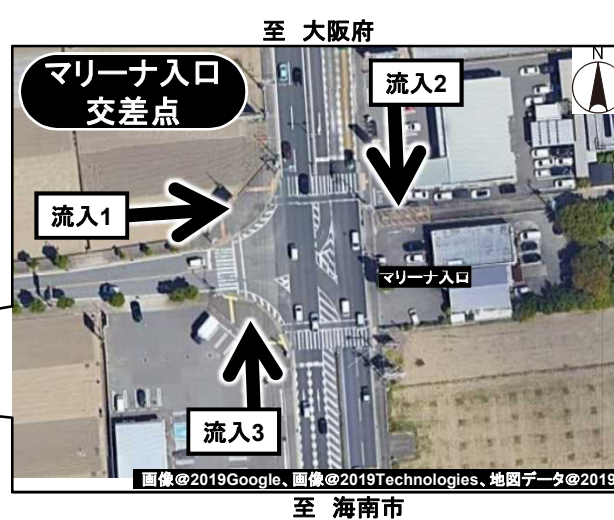 至 大阪府
マリーナ入口
交差点
流入2
N
流入1
マリーナ入口
流入3
画像@2019Google、画像@2019Technologies、地図データ@2019
至 海南市